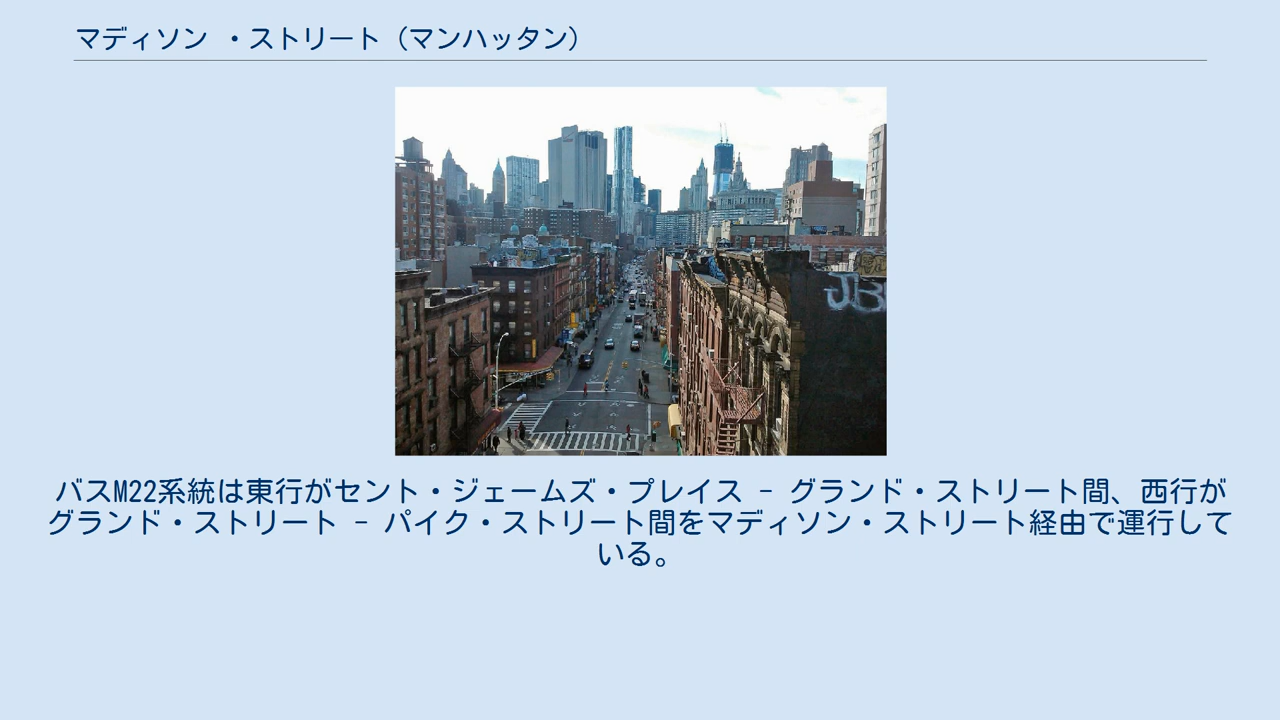 マディソン ・ストリート（マンハッタン）
JB
バスM22系統は東行がセント・ジェームズ・プレイス - グランド・ストリート間、西行が
グランド・ストリート - パイク・ストリート間をマディソン・ストリート経由で運行して
いる。